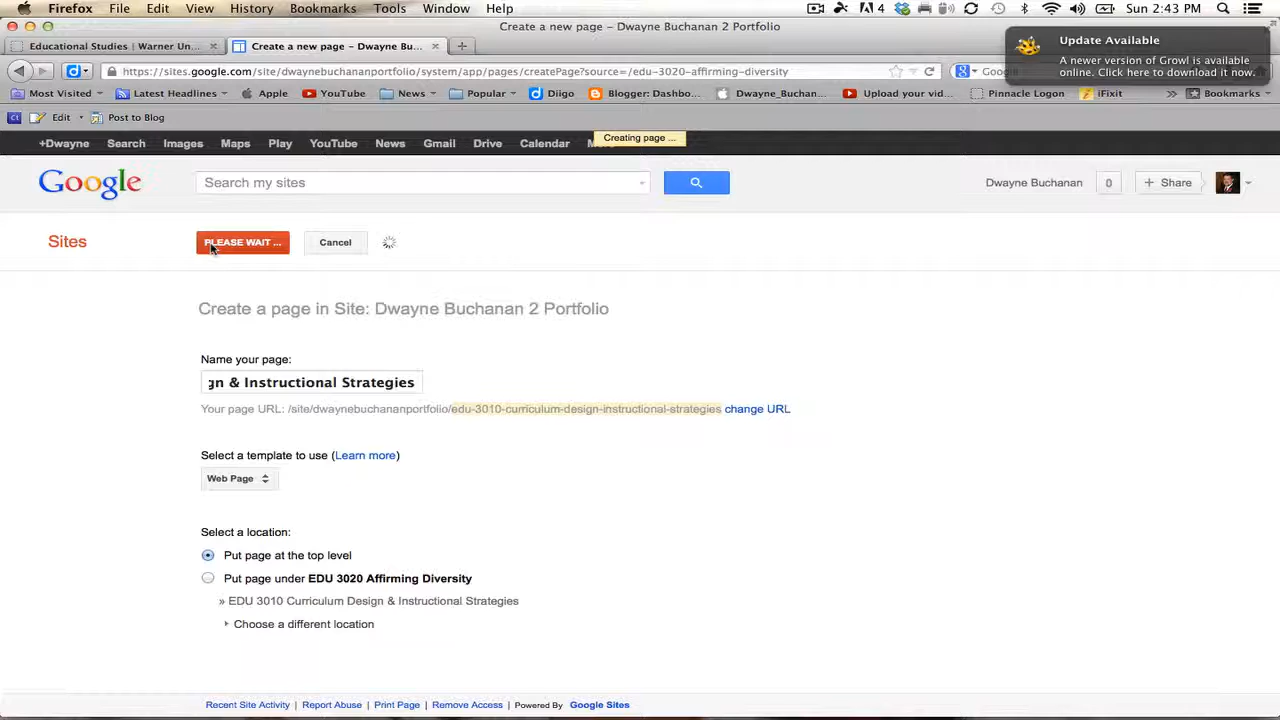 Firefox File Edit View History Bookmarks Tools Window Help 4 Sun 2:43 PM
Create a new page – Dwayne Buchanan 2 Portfolio
Educational Studies | Warner Un... Create a new page – Dwayne Bu...
Update Available
A newer version of Growl is available online. Click here to download it now.
https://sites.google.com/site/dwaynebuchananportfolio/system/app/pages/createPage?source=/edu-3020-affirming-diversity
Most Visited Latest Headlines Apple YouTube News Popular Diigo Blogger: Dashbo... Dwayne_Buchan... Upload your vid... Pinnacle Logon iFixit » Bookmarks
Edit Post to Blog
Creating page ...
+Dwayne Search Images Maps Play YouTube News Gmail Drive Calendar
Google Search my sites Dwayne Buchanan 0 + Share
Sites PLEASE WAIT ... Cancel
Create a page in Site: Dwayne Buchanan 2 Portfolio
Name your page:
gn & Instructional Strategies
Your page URL: /site/dwaynebuchananportfolio/edu-3010-curriculum-design-instructional-strategies change URL
Select a template to use (Learn more)
Web Page
Select a location:
Put page at the top level
Put page under EDU 3020 Affirming Diversity
» EDU 3010 Curriculum Design & Instructional Strategies
Choose a different location
Recent Site Activity | Report Abuse | Print Page | Remove Access | Powered By Google Sites